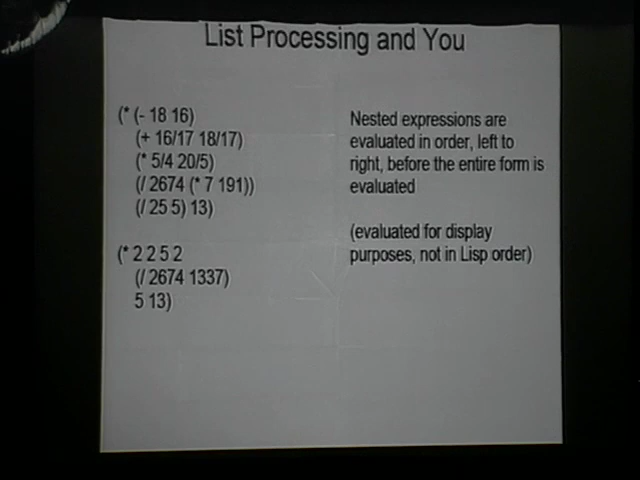 List Processing and You
(* (- 18 16)
(+ 16/17 18/17)
(* 5/4 20/5)
(/ 2674 (* 7 191))
(/ 25 5) 13)
(* 2 2 5 2
(/ 2674 1337)
5 13)
Nested expressions are
evaluated in order, left to
right, before the entire form is
evaluated
(evaluated for display
purposes, not in Lisp order)